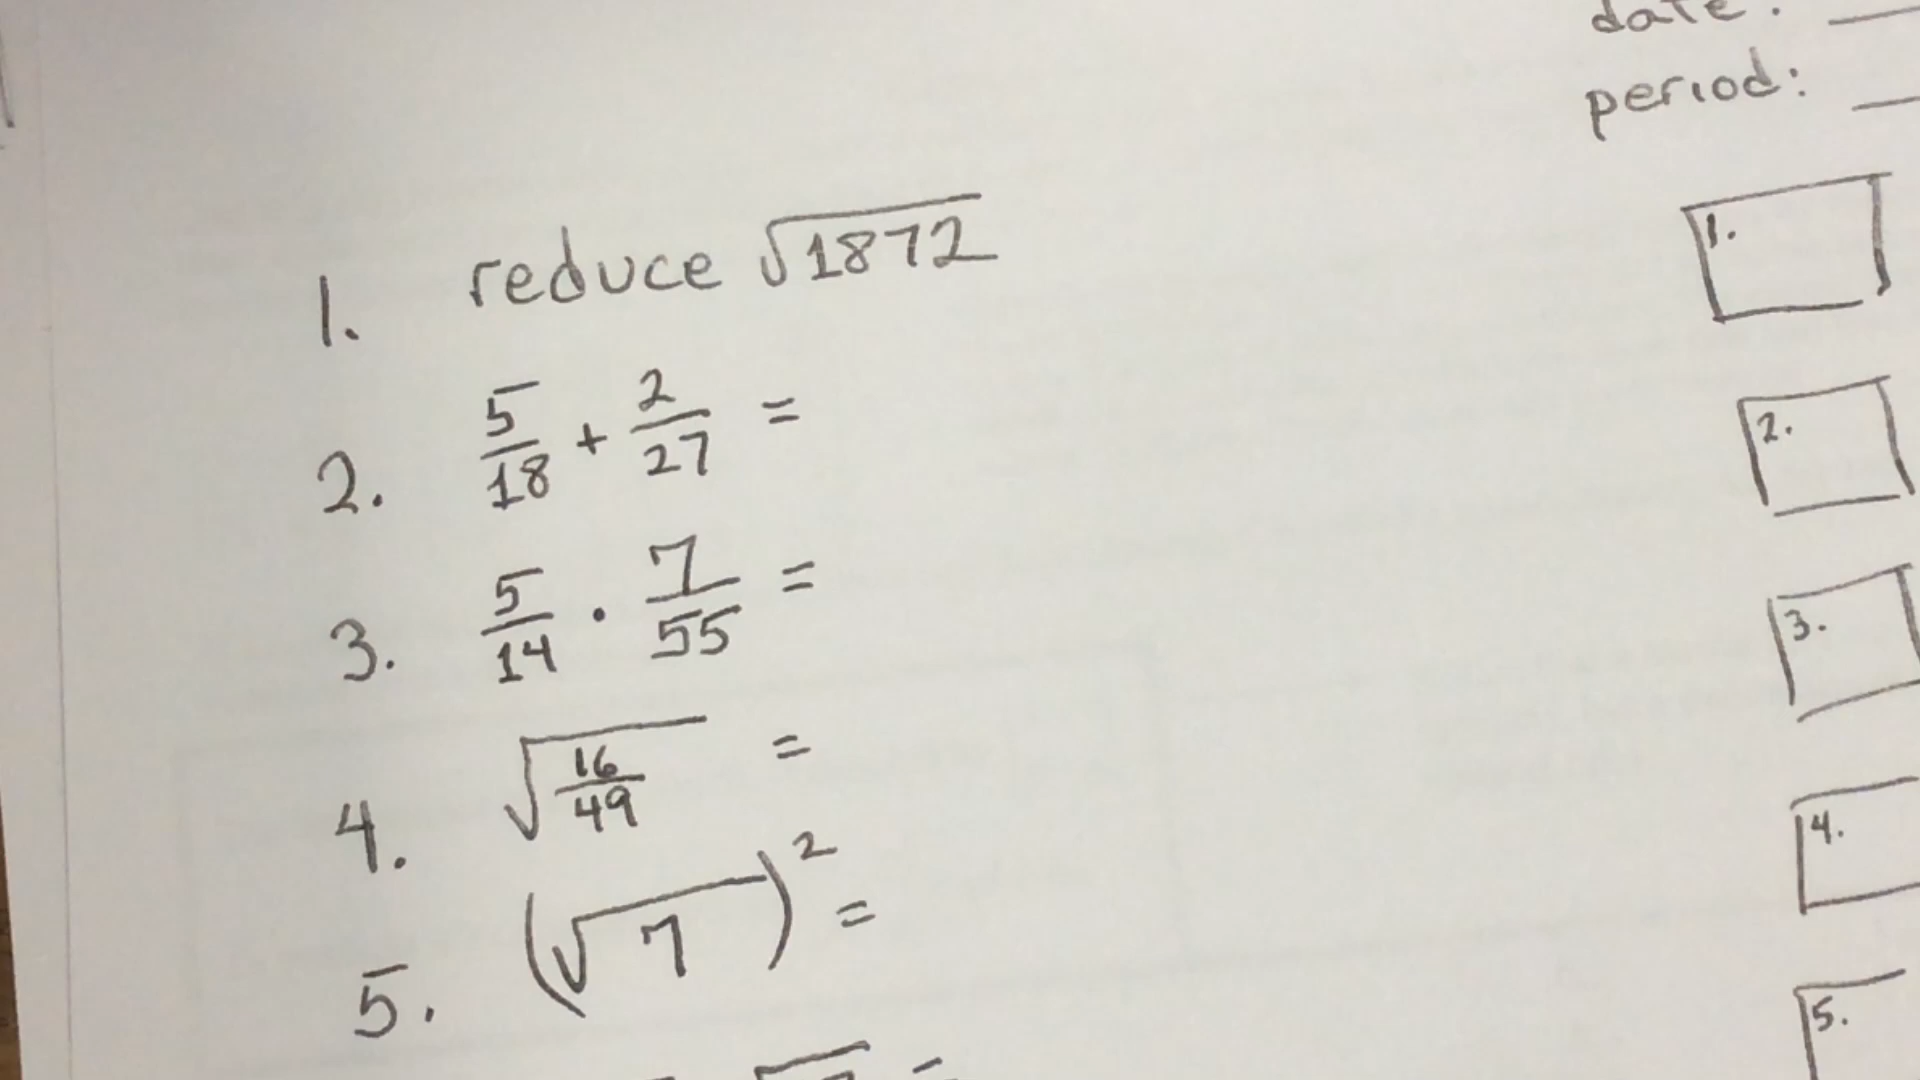 date:
period:
1. reduce √1872
2. 5/18 + 2/27 =
3. 5/14 · 7/55 =
4. √(16/49) =
5. (√7)² =
1.
2.
3.
4.
5.